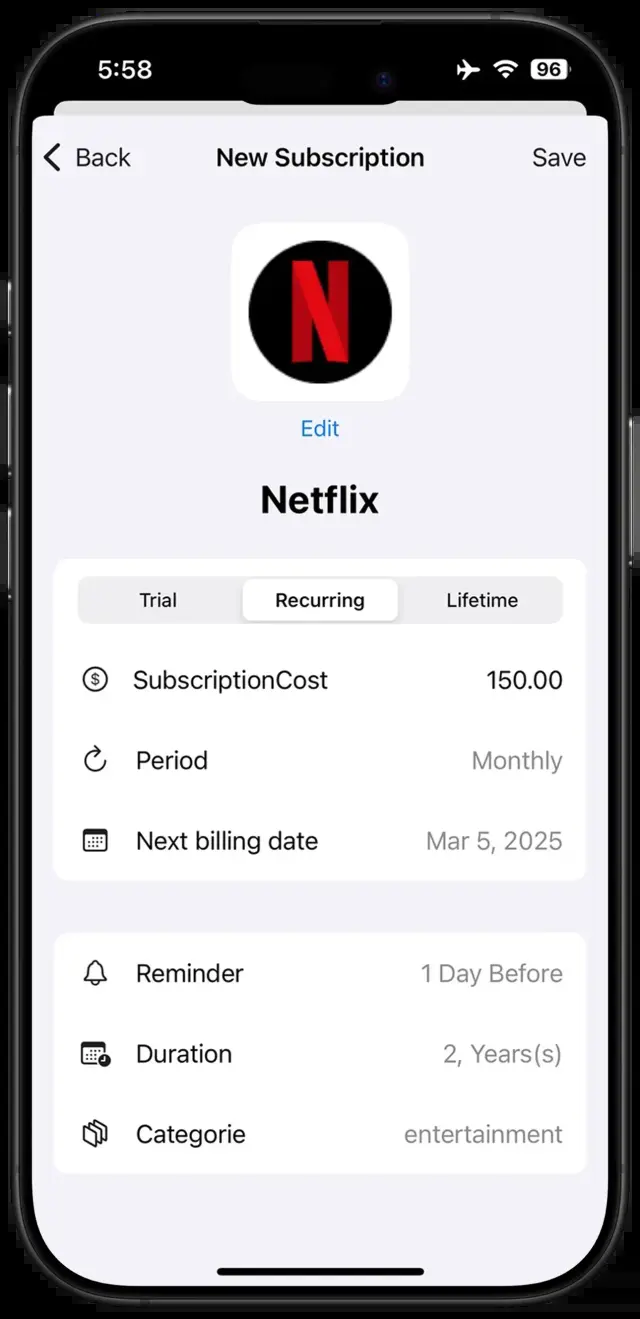 5:58
96
Back New Subscription Save
N
Edit
Netflix
Trial Recurring Lifetime
$ SubscriptionCost 150.00
Period Monthly
Next billing date Mar 5, 2025
Reminder 1 Day Before
Duration 2, Years(s)
Categorie entertainment